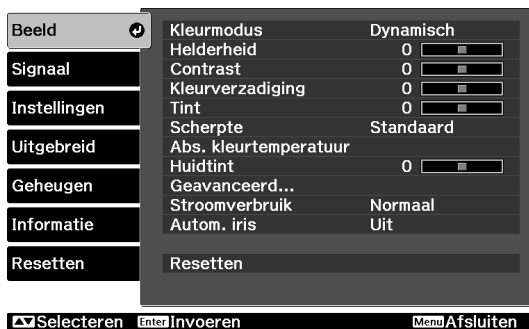 Beeld
Signaal
Instellingen
Uitgebreid
Geheugen
Informatie
Resetten
Kleurmodus Dynamisch
Helderheid 0
Contrast 0
Kleurverzadiging 0
Tint 0
Scherpte Standaard
Abs. kleurtemperatuur
Huidtint 0
Geavanceerd...
Stroomverbruik Normaal
Autom. iris Uit
Resetten
Selecteren Enter Invoeren Menu Afsluiten